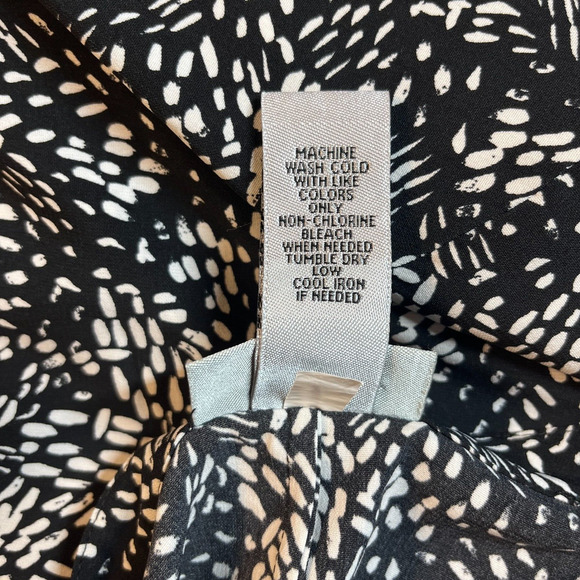 MACHINE
WASH COLD
WITH LIKE
COLORS
ONLY
NON-CHLORINE
BLEACH
WHEN NEEDED
TUMBLE DRY
LOW
COOL IRON
IF NEEDED